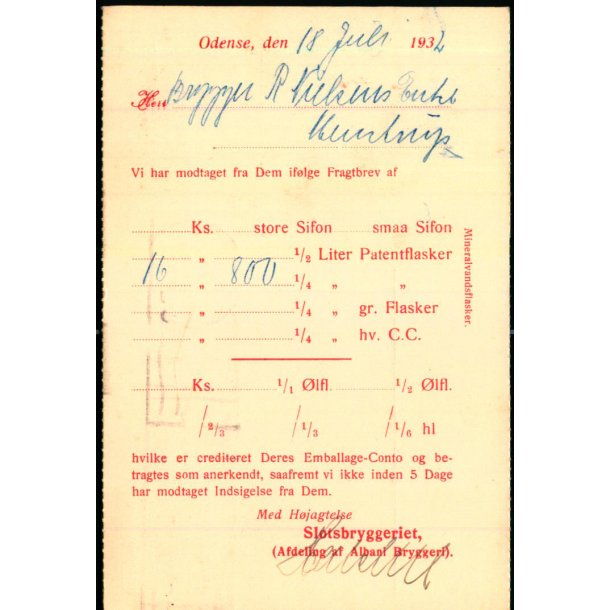 Odense, den 18 Juli 1932
Herr Brygger R Nielsens Enke
Vi har modtaget fra Dem ifølge Fragtbrev af
Ks. store Sifon smaa Sifon
„ 1/2 Liter Patentflasker
16 „ 800 1/4 „ „
„ 1/4 „ gr. Flasker
„ 1/4 „ hv. C.C.
Mineralvandsflasker.
Ks. 1/1 Ølfl. 1/2 Ølfl.
/2/3 /1/3 /1/6 hl
hvilke er crediteret Deres Emballage-Conto og be-
tragtes som anerkendt, saafremt vi ikke inden 5 Dage
har modtaget Indsigelse fra Dem.
Med Højagtelse
Slotsbryggeriet,
(Afdeling af Albani Bryggeri).